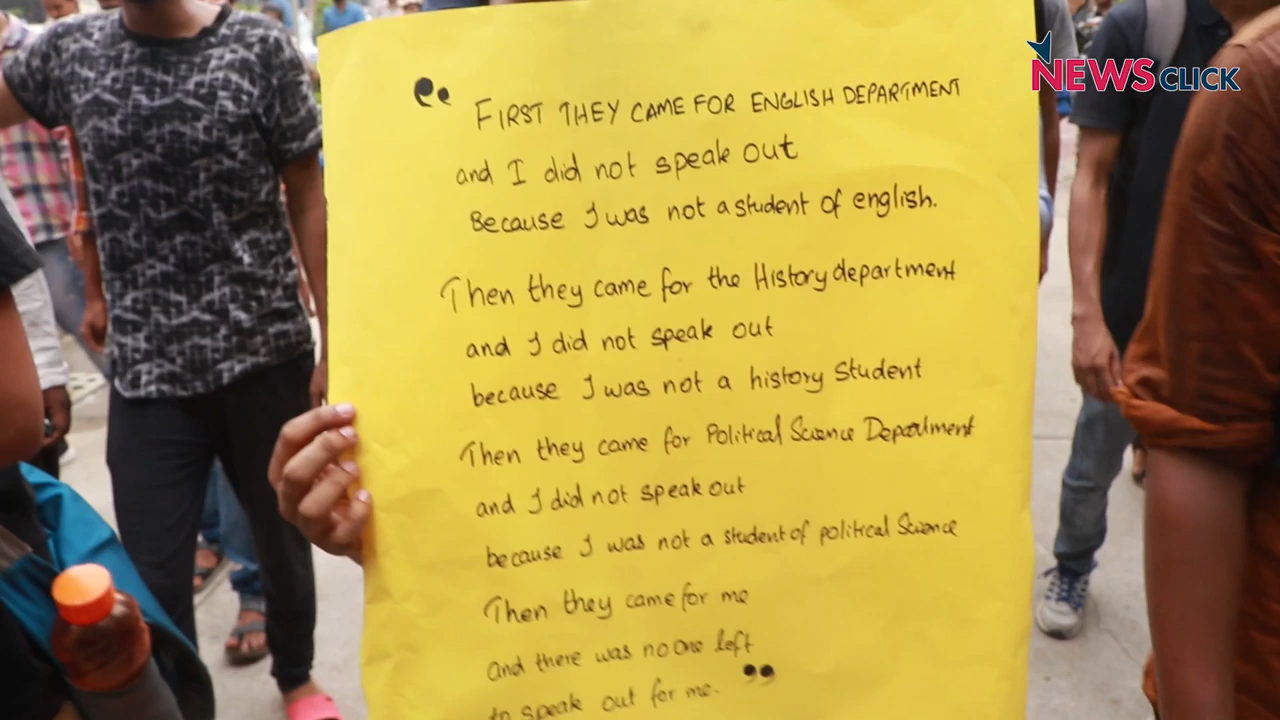 NEWSCLICK
“ FIRST THEY CAME FOR ENGLISH DEPARTMENT
and I did not speak out
Because I was not a student of english.
Then they came for the History department
and I did not speak out
because I was not a history Student
Then they came for Political Science Department
and I did not speak out
because I was not a student of political Science
Then they came for me
and there was no one left
to speak out for me. ”